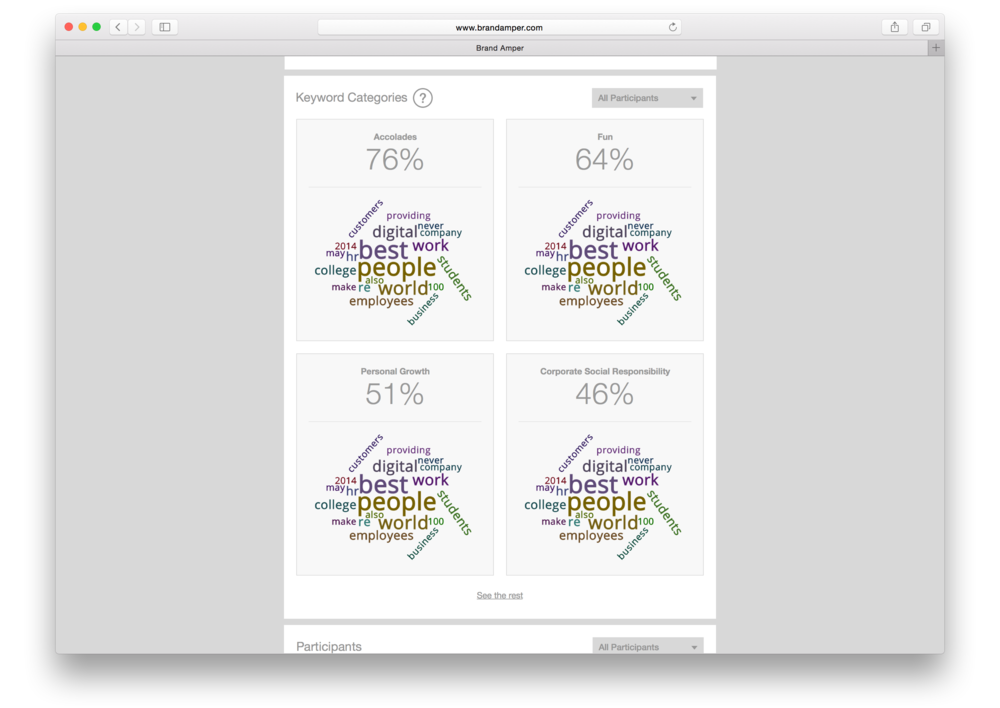 www.brandamper.com
Brand Amper
Keyword Categories ?
All Participants
Accolades
76%
customers
providing
never
digital company
2014 best work
may hr
college people students
also
make re world 100
employees
business
Fun
64%
customers
providing
never
digital company
2014 best work
may hr
college people students
also
make re world 100
employees
business
Personal Growth
51%
customers
providing
never
digital company
2014 best work
may hr
college people students
also
make re world 100
employees
business
Corporate Social Responsibility
46%
customers
providing
never
digital company
2014 best work
may hr
college people students
also
make re world 100
employees
business
See the rest
Participants
All Participants